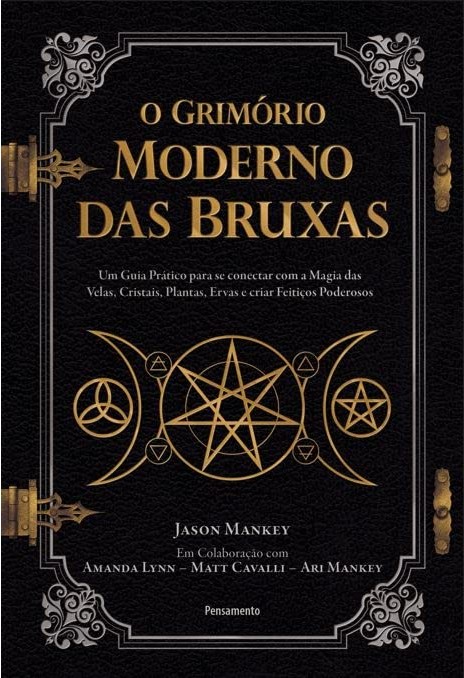 O Grimório
Moderno
das Bruxas
Um Guia Prático para se conectar com a Magia das
Velas, Cristais, Plantas, Ervas e criar Feitiços Poderosos
Jason Mankey
Em Colaboração com
Amanda Lynn – Matt Cavalli – Ari Mankey
Pensamento